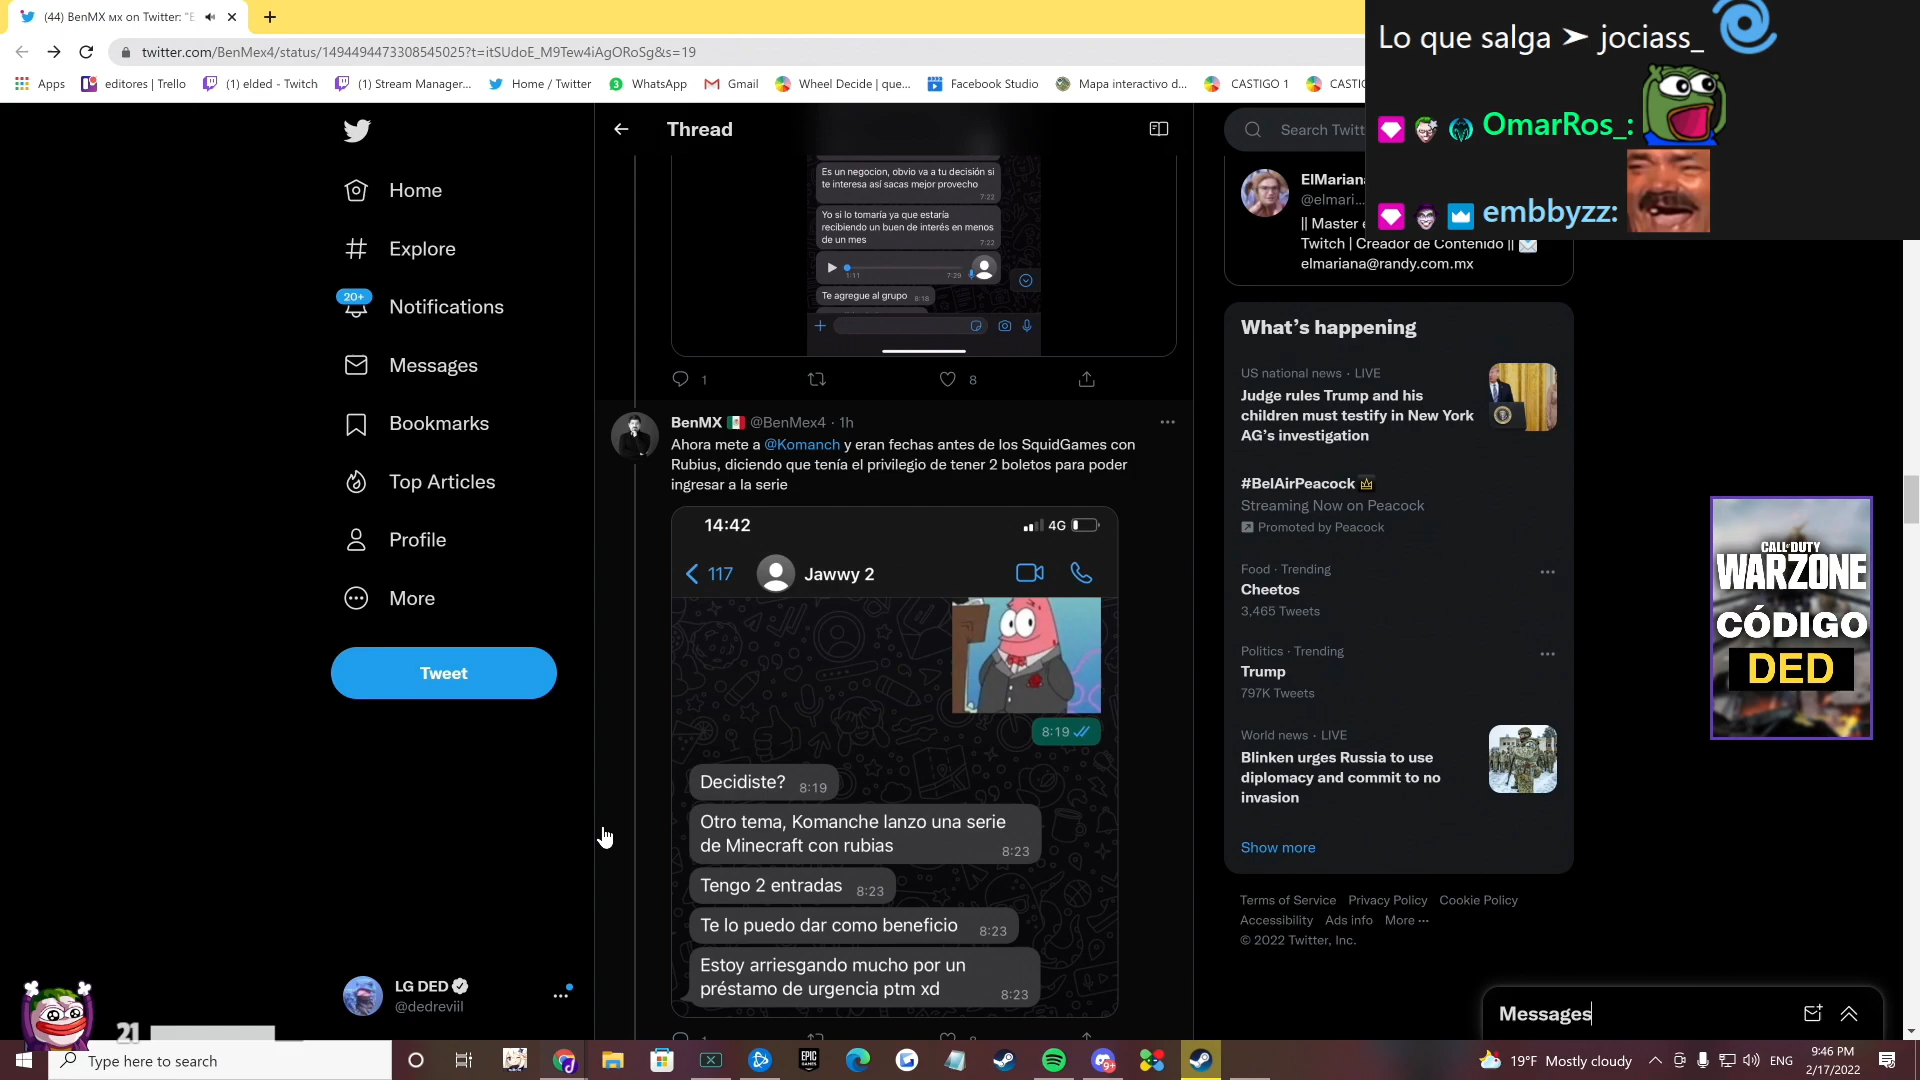 (44) BenMX мx on Twitter: "E
twitter.com/BenMex4/status/1494494473308545025?t=itSUdoE_M9Tew4iAgORoSg&s=19
Apps
editores | Trello
(1) elded - Twitch
(1) Stream Manager...
Home / Twitter
WhatsApp
Gmail
Wheel Decide | que...
Facebook Studio
Mapa interactivo d...
CASTIGO 1
Lo que salga ➤ jociass_
OmarRos_:
embbyzz:
Home
Explore
20+
Notifications
Messages
Bookmarks
Top Articles
Profile
More
Tweet
LG DED
@dedreviil
21
Thread
Es un negocion, obvio va a tu decisión si
te interesa así sacas mejor provecho
7:22
Yo si lo tomaría ya que estaría
recibiendo un buen de interés en menos
de un mes
7:22
1:11
7:29
Te agregue al grupo 8:18
1
8
BenMX @BenMex4 · 1h
Ahora mete a @Komanch y eran fechas antes de los SquidGames con
Rubius, diciendo que tenía el privilegio de tener 2 boletos para poder
ingresar a la serie
14:42
4G
117
Jawwy 2
8:19
Decidiste? 8:19
Otro tema, Komanche lanzo una serie
de Minecraft con rubias
8:23
Tengo 2 entradas 8:23
Te lo puedo dar como beneficio 8:23
Estoy arriesgando mucho por un
préstamo de urgencia ptm xd
8:23
Search Twitt
ElMariana
@elmari...
|| Master
Twitch | Creador de Contenido ||
elmariana@randy.com.mx
What's happening
US national news · LIVE
Judge rules Trump and his
children must testify in New York
AG's investigation
#BelAirPeacock
Streaming Now on Peacock
Promoted by Peacock
Food · Trending
Cheetos
3,465 Tweets
Politics · Trending
Trump
797K Tweets
World news · LIVE
Blinken urges Russia to use
diplomacy and commit to no
invasion
Show more
Terms of Service Privacy Policy Cookie Policy
Accessibility Ads info More ···
© 2022 Twitter, Inc.
CALL OF DUTY
WARZONE
CÓDIGO
DED
Messages
Type here to search
EPIC
GAMES
9+
19°F Mostly cloudy
ENG
9:46 PM
2/17/2022